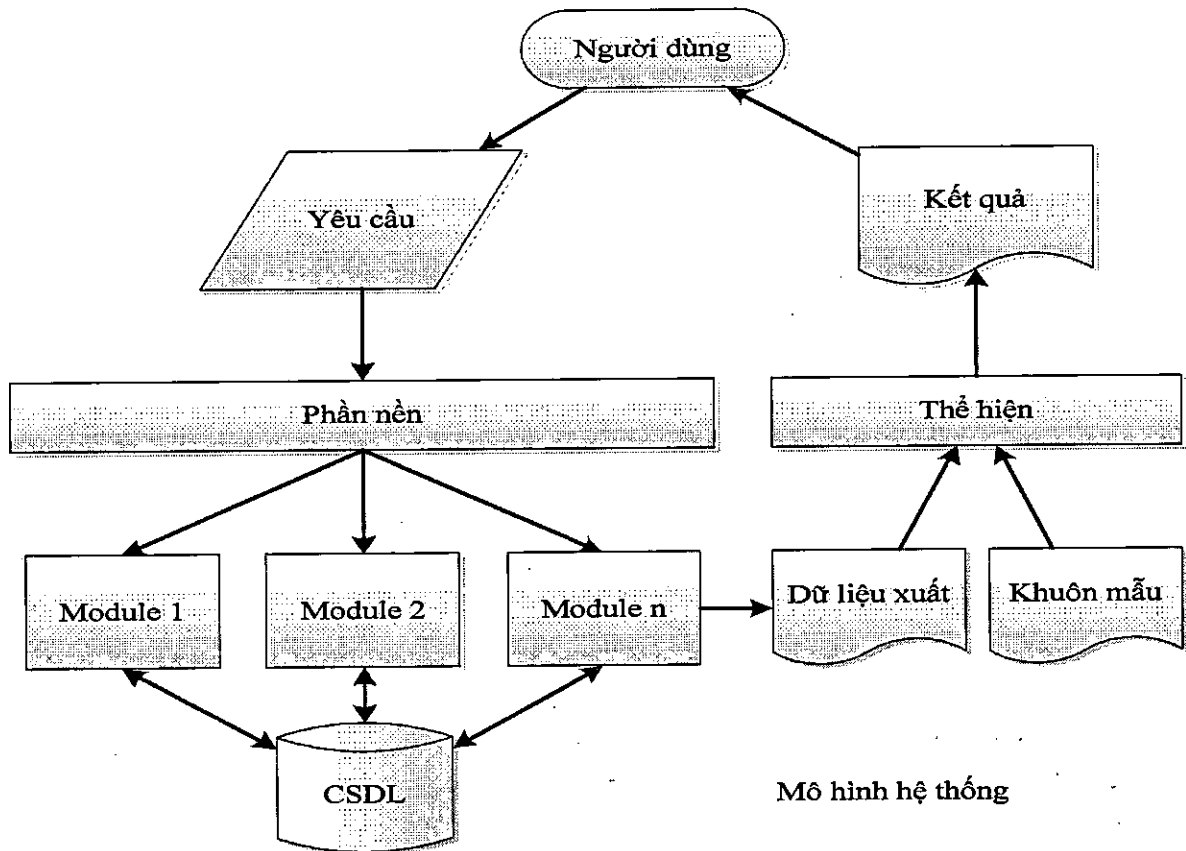 Người dùng
Yêu cầu
Kết quả
Phần nền
Thể hiện
Module 1
Module 2
Module n
Dữ liệu xuất
Khuôn mẫu
CSDL
Mô hình hệ thống